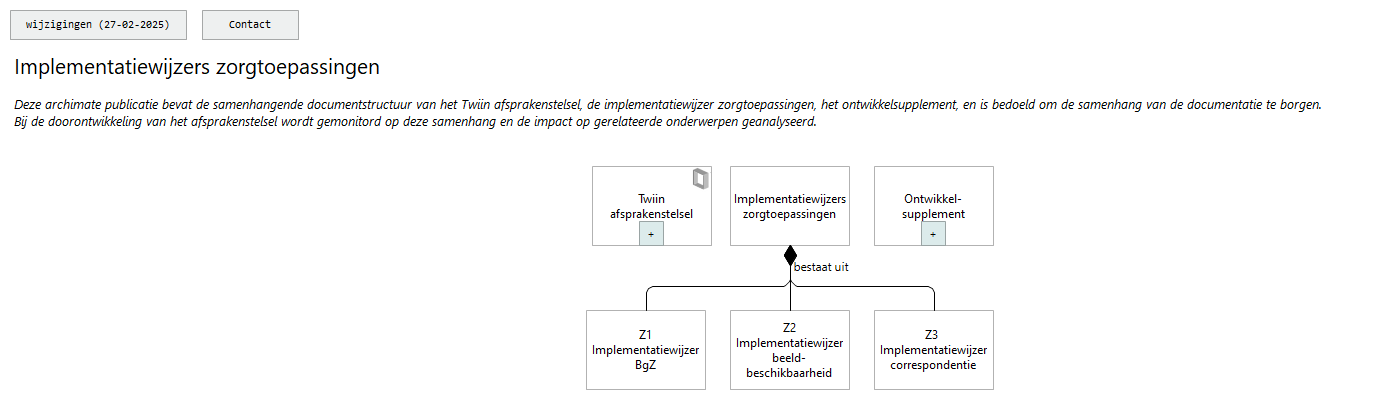 wijzigingen (27-02-2025)
Contact
Implementatiewijzers zorgtoepassingen
Deze archimate publicatie bevat de samenhangende documentstructuur van het Twiin afsprakenstelsel, de implementatiewijzer zorgtoepassingen, het ontwikkelsupplement, en is bedoeld om de samenhang van de documentatie te borgen.
Bij de doorontwikkeling van het afsprakenstelsel wordt gemonitord op deze samenhang en de impact op gerelateerde onderwerpen geanalyseerd.
Twiin
afsprakenstelsel
+
Implementatiewijzers
zorgtoepassingen
Ontwikkel-
supplement
+
bestaat uit
Z1
Implementatiewijzer
BgZ
Z2
Implementatiewijzer
beeld-
beschikbaarheid
Z3
Implementatiewijzer
correspondentie